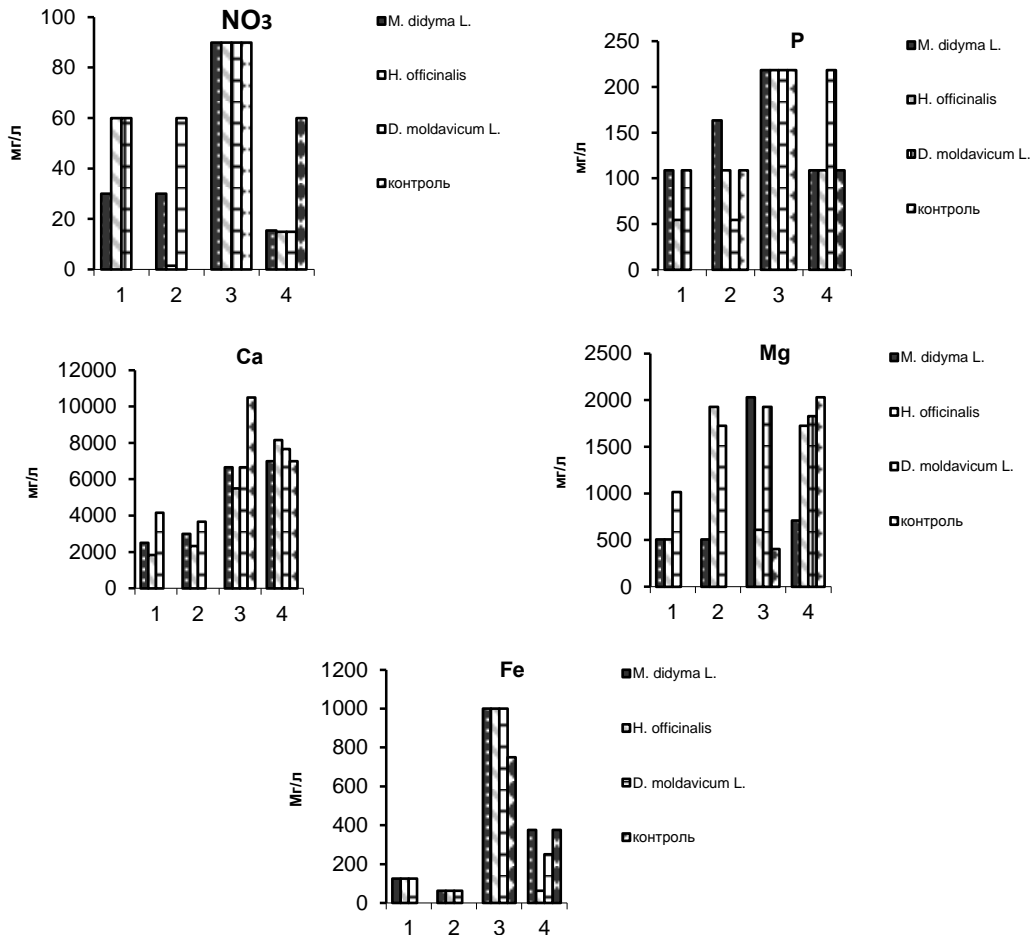 NO3
100
80
60
40
20
0
мг/л
1 2 3 4
M. didyma L.
H. officinalis
D. moldavicum L.
контроль
P
250
200
150
100
50
0
мг/л
1 2 3 4
M. didyma L.
H. officinalis
D. moldavicum L.
контроль
Ca
12000
10000
8000
6000
4000
2000
0
мг/л
1 2 3 4
Mg
2500
2000
1500
1000
500
0
мг/л
1 2 3 4
M. didyma L.
H. officinalis
D. moldavicum L.
контроль
Fe
1200
1000
800
600
400
200
0
Мг/л
1 2 3 4
M. didyma L.
H. officinalis
D. moldavicum L.
контроль